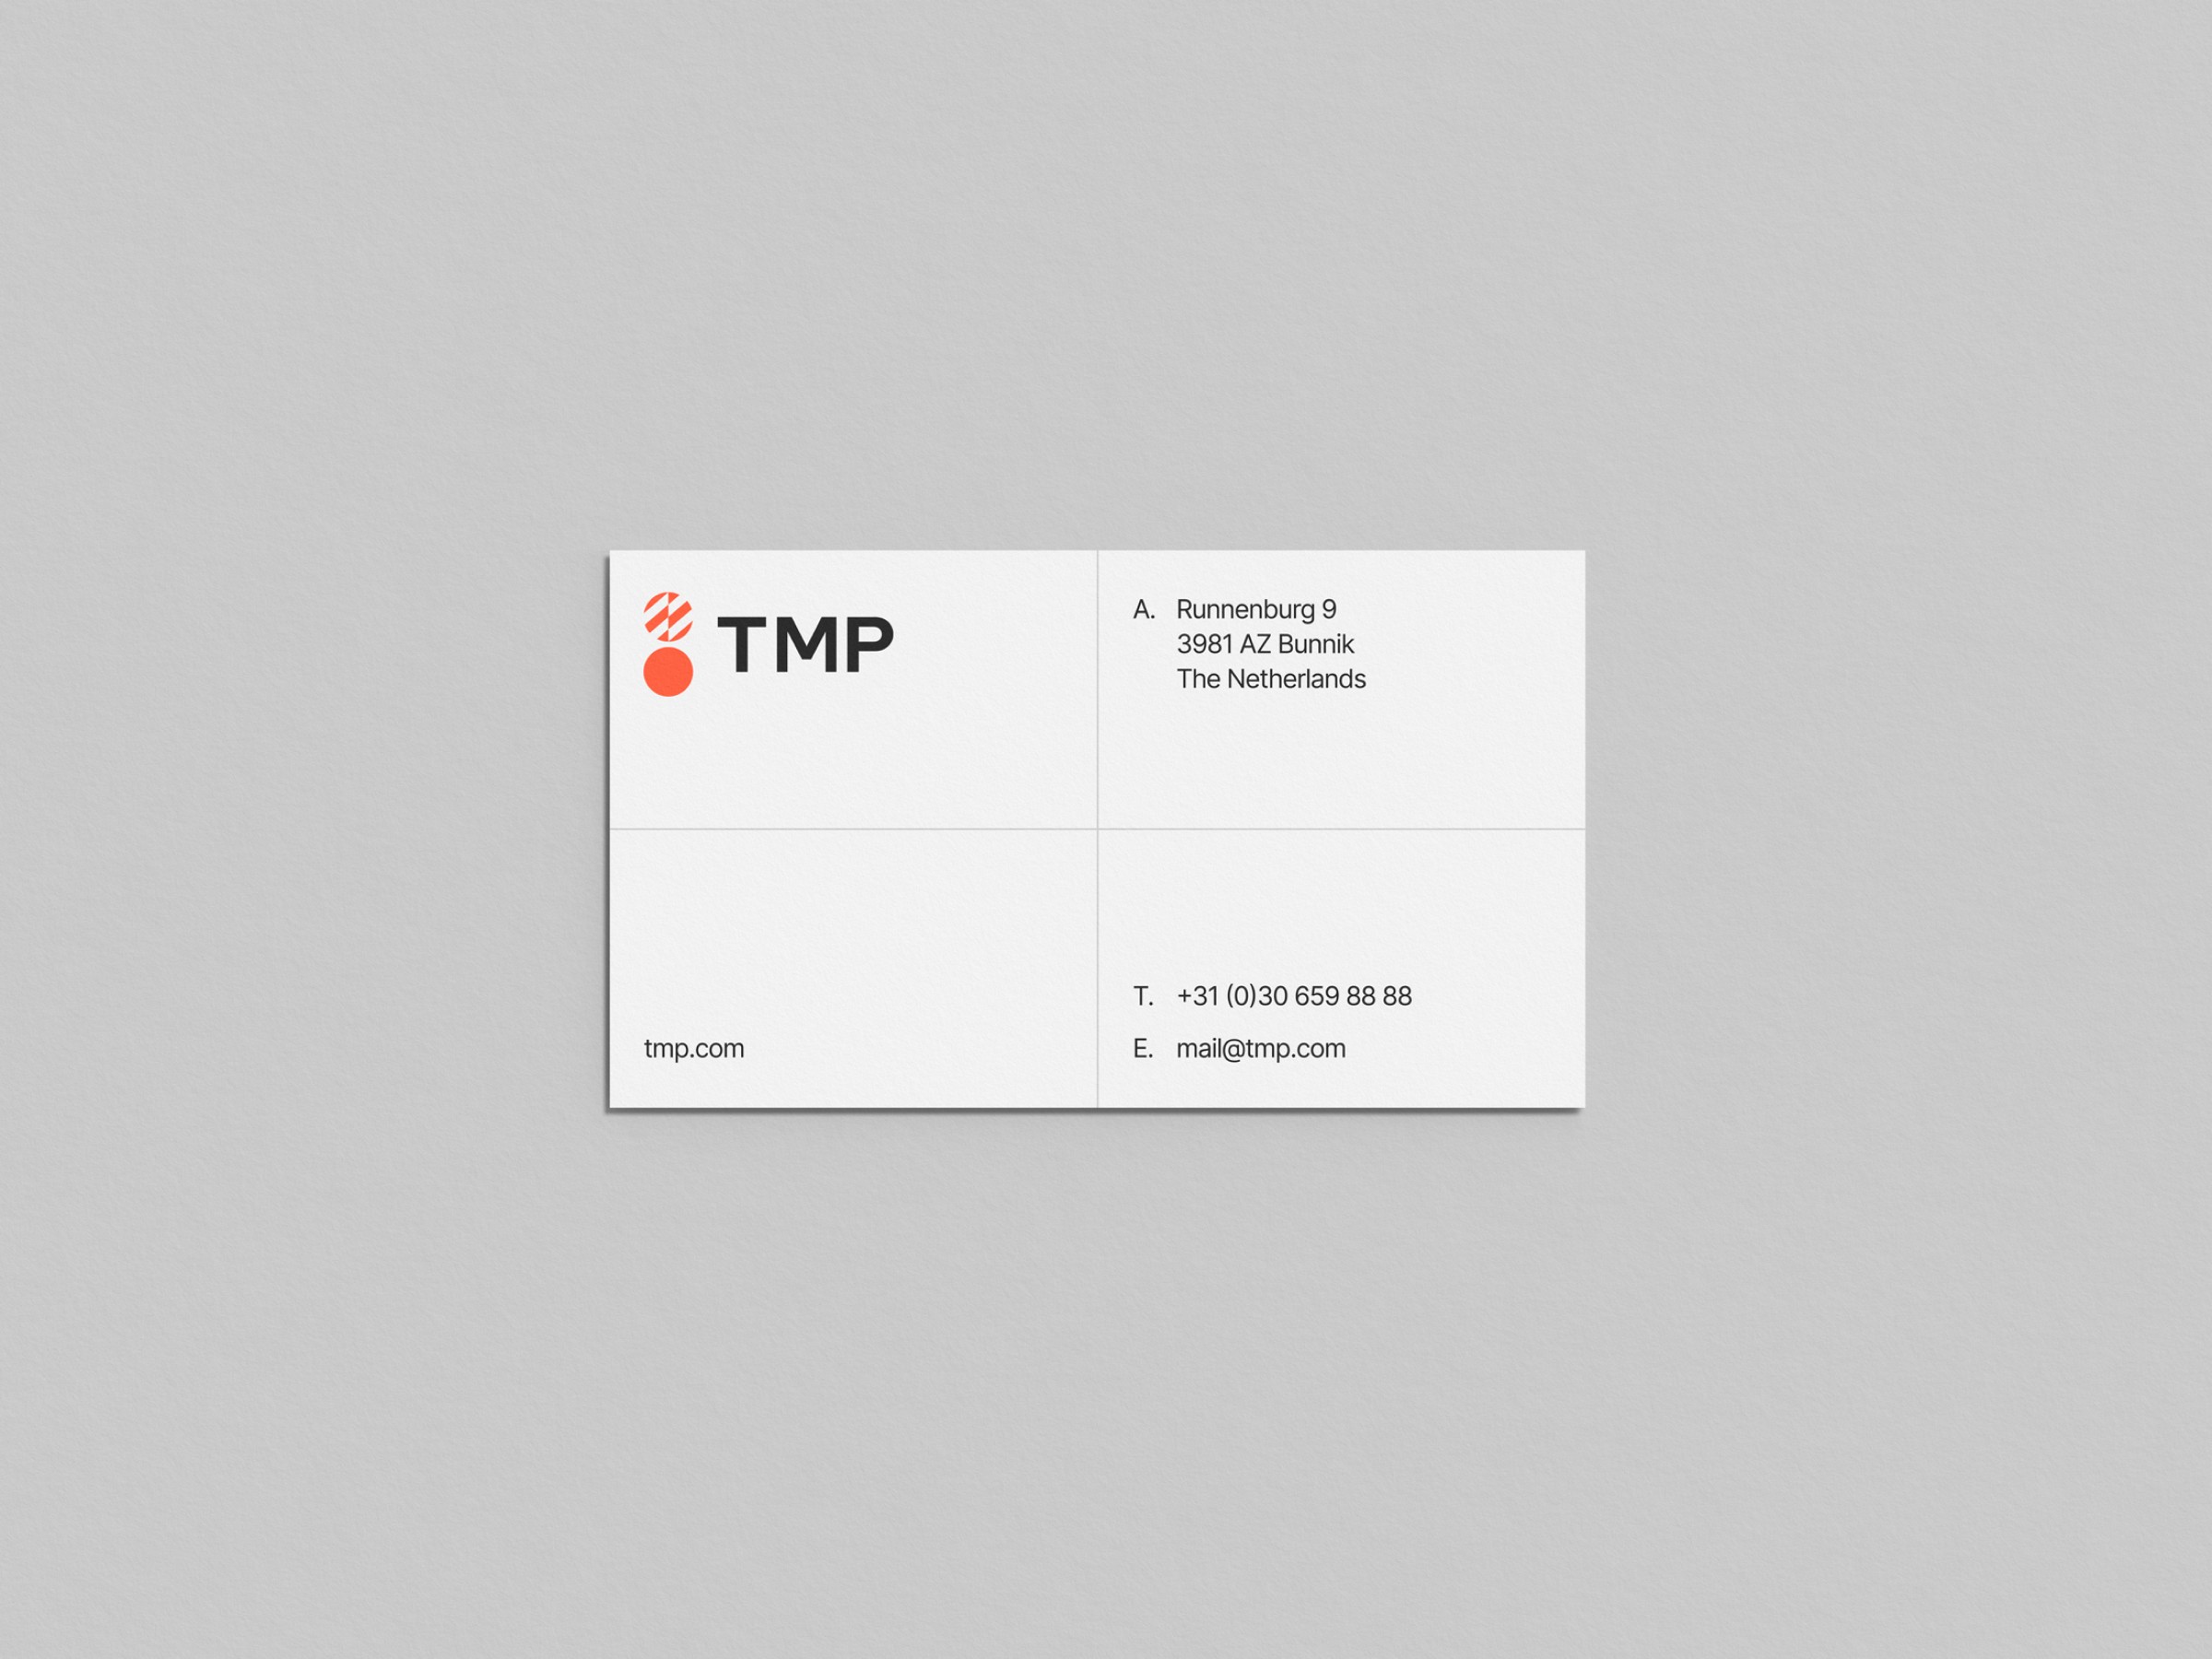 TMP
A. Runnenburg 9
3981 AZ Bunnik
The Netherlands
tmp.com
T. +31 (0)30 659 88 88
E. mail@tmp.com